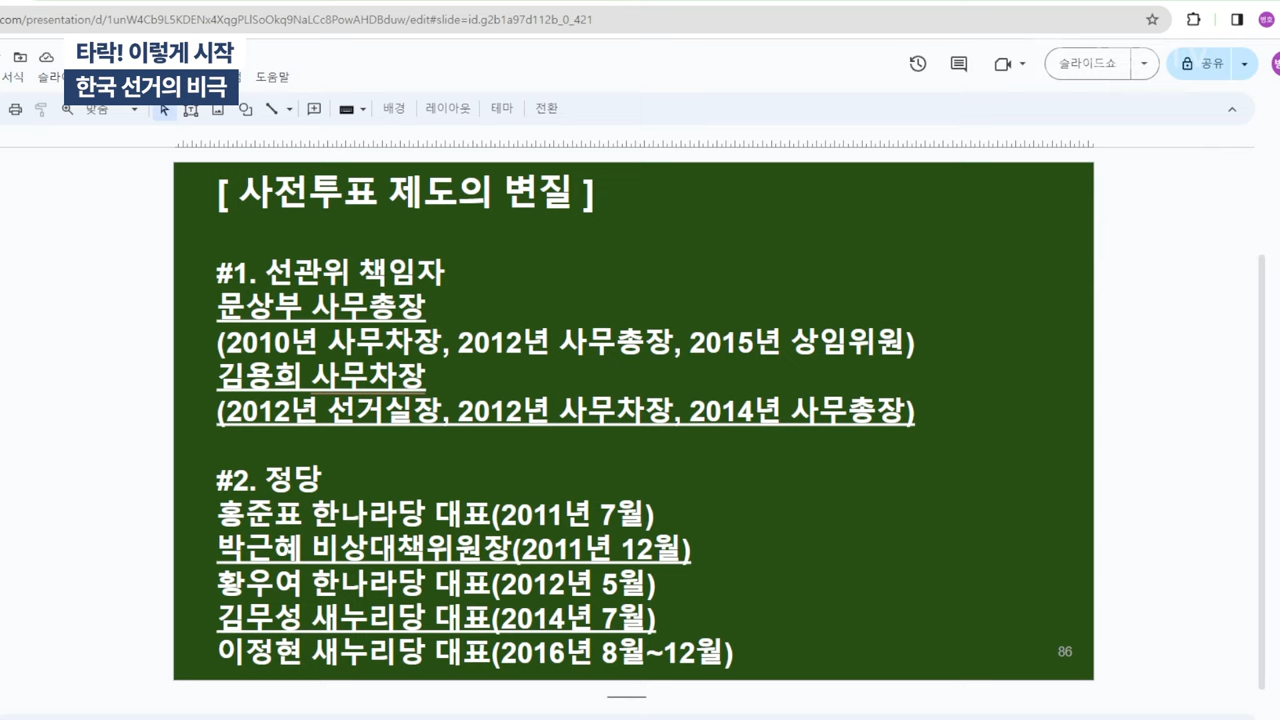 com/presentation/d/1unW4Cb9L5KDENx4XqgPLlSoOkq9NaLCc8PowAHDBduw/edit#slide=id.g2b1a97d112b_0_421
타락! 이렇게 시작
한국 선거의 비극
서식 도움말
슬라이드쇼 공유
맞춤 배경 레이아웃 테마 전환
[ 사전투표 제도의 변질 ]
#1. 선관위 책임자
문상부 사무총장
(2010년 사무차장, 2012년 사무총장, 2015년 상임위원)
김용희 사무차장
(2012년 선거실장, 2012년 사무차장, 2014년 사무총장)
#2. 정당
홍준표 한나라당 대표(2011년 7월)
박근혜 비상대책위원장(2011년 12월)
황우여 한나라당 대표(2012년 5월)
김무성 새누리당 대표(2014년 7월)
이정현 새누리당 대표(2016년 8월~12월)
86